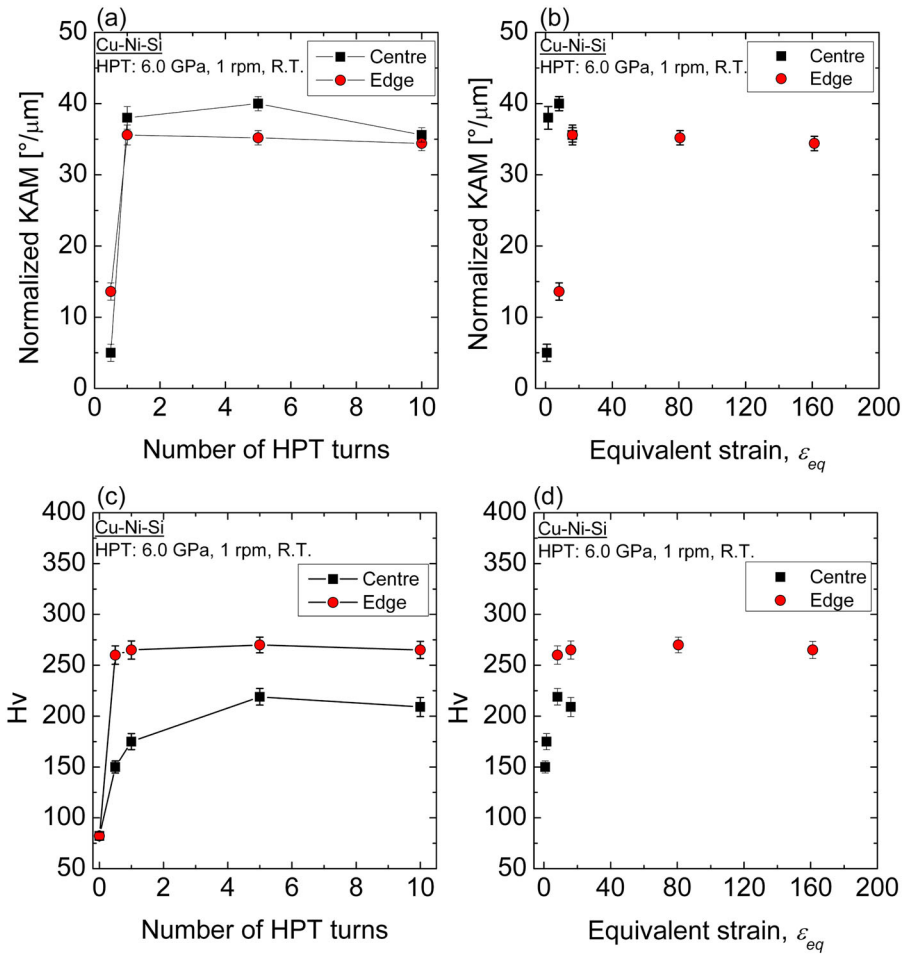 (a)
Cu-Ni-Si
HPT: 6.0 GPa, 1 rpm, R.T.
Centre
Edge
Normalized KAM [°/μm]
50
40
30
20
10
0
0 2 4 6 8 10
Number of HPT turns
(b)
Cu-Ni-Si
HPT: 6.0 GPa, 1 rpm, R.T.
Centre
Edge
Normalized KAM [°/μm]
50
40
30
20
10
0
0 40 80 120 160 200
Equivalent strain, εeq
(c)
Cu-Ni-Si
HPT: 6.0 GPa, 1 rpm, R.T.
Centre
Edge
Hv
400
350
300
250
200
150
100
50
0 2 4 6 8 10
Number of HPT turns
(d)
Cu-Ni-Si
HPT: 6.0 GPa, 1 rpm, R.T.
Centre
Edge
Hv
400
350
300
250
200
150
100
50
0 40 80 120 160 200
Equivalent strain, εeq